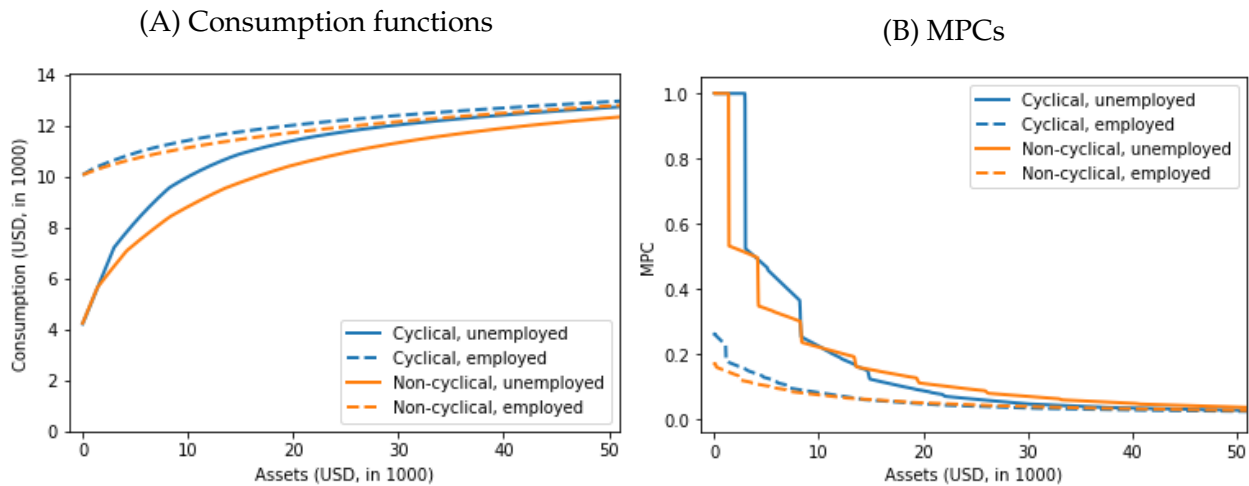 (A) Consumption functions
14
12
10
8
6
4
2
0
Consumption (USD, in 1000)
0 10 20 30 40 50
Assets (USD, in 1000)
Cyclical, unemployed
Cyclical, employed
Non-cyclical, unemployed
Non-cyclical, employed
(B) MPCs
1.0
0.8
0.6
0.4
0.2
0.0
MPC
0 10 20 30 40 50
Assets (USD, in 1000)
Cyclical, unemployed
Cyclical, employed
Non-cyclical, unemployed
Non-cyclical, employed